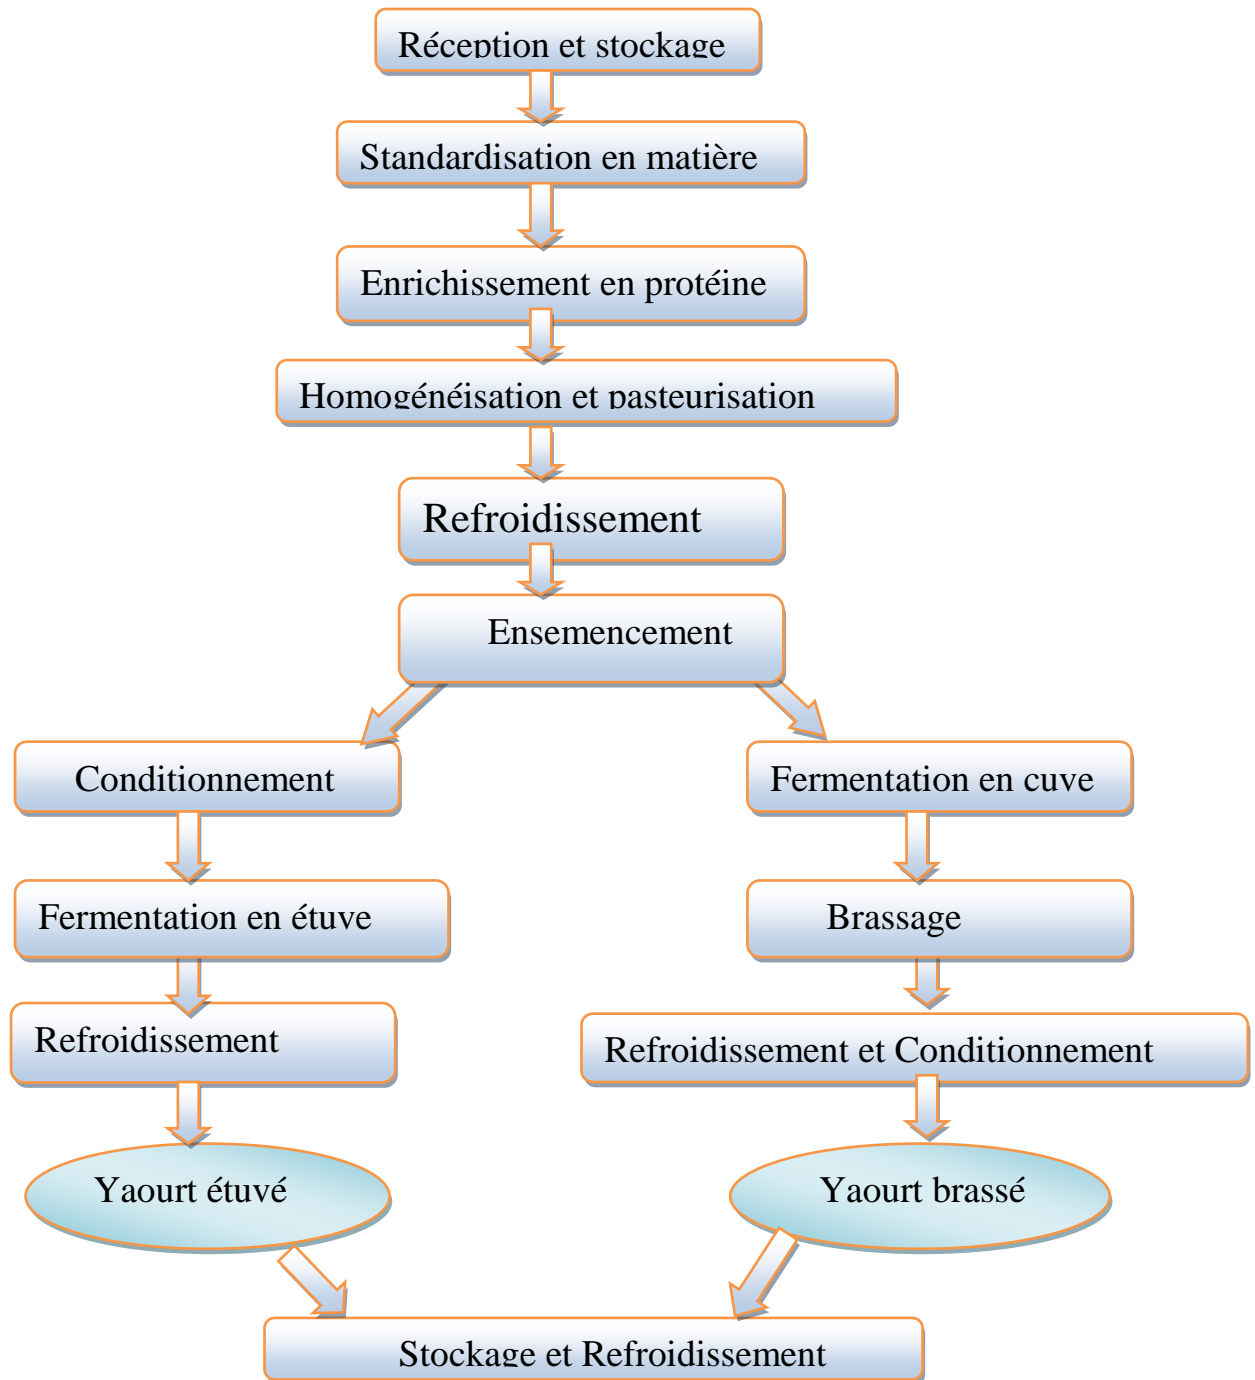 Réception et stockage
Standardisation en matière
Enrichissement en protéine
Homogénéisation et pasteurisation
Refroidissement
Ensemencement
Conditionnement
Fermentation en cuve
Fermentation en étuve
Brassage
Refroidissement
Refroidissement et Conditionnement
Yaourt étuvé
Yaourt brassé
Stockage et Refroidissement